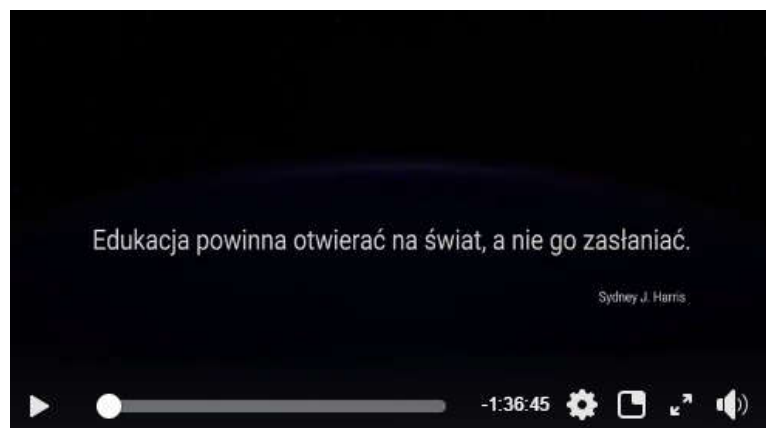 Edukacja powinna otwierać na świat, a nie go zasłaniać.
Sydney J. Harris
-1:36:45